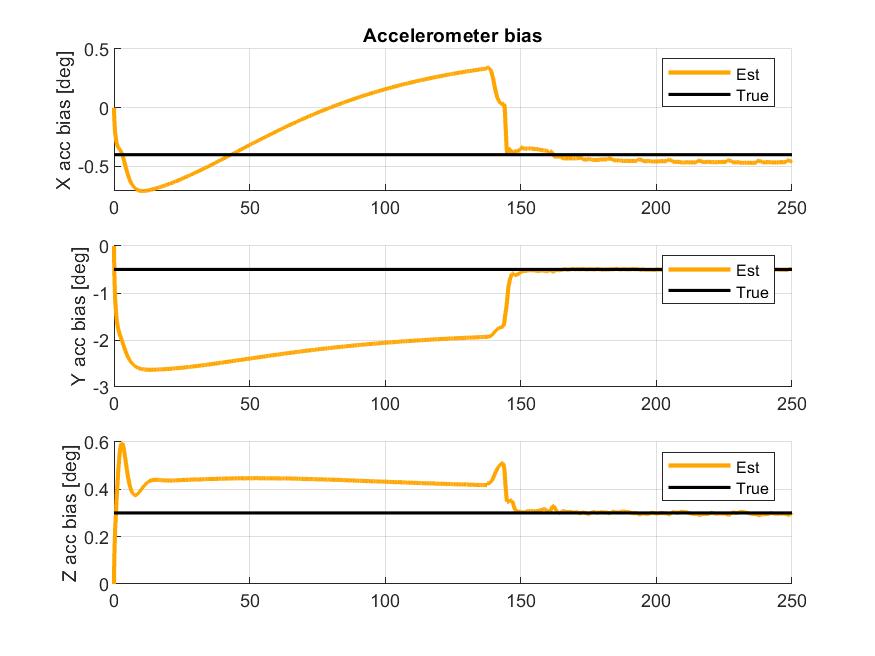 Accelerometer bias
X acc bias [deg]
0.5
0
-0.5
Est
True
0 50 100 150 200 250
Y acc bias [deg]
0
-1
-2
-3
Est
True
0 50 100 150 200 250
Z acc bias [deg]
0.6
0.4
0.2
0
Est
True
0 50 100 150 200 250